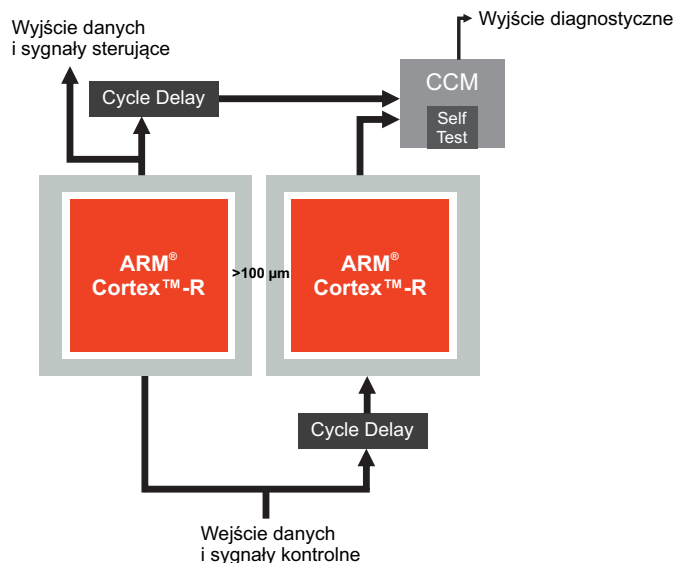 Wyjście diagnostyczne
Wyjście danych
i sygnały sterujące
Cycle Delay
CCM
Self
Test
ARM®
Cortex™-R
>100 µm
ARM®
Cortex™-R
Cycle Delay
Wejście danych
i sygnały kontrolne